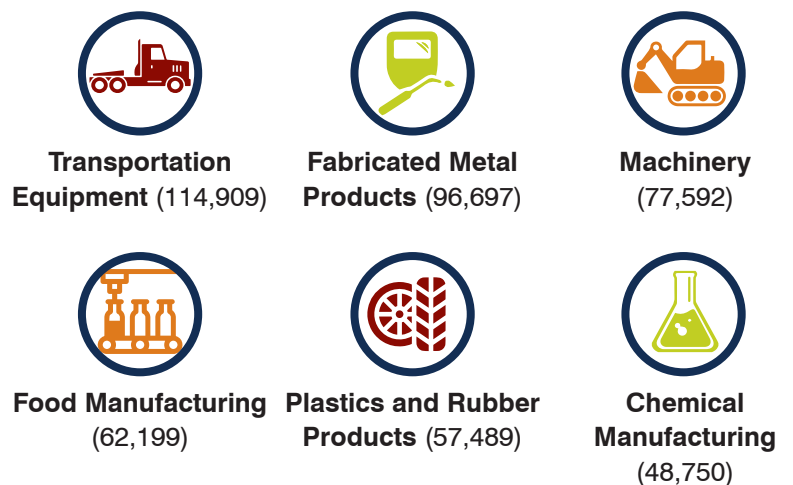 Transportation
Equipment (114,909)
Fabricated Metal
Products (96,697)
Machinery
(77,592)
Food Manufacturing
(62,199)
Plastics and Rubber
Products (57,489)
Chemical
Manufacturing
(48,750)